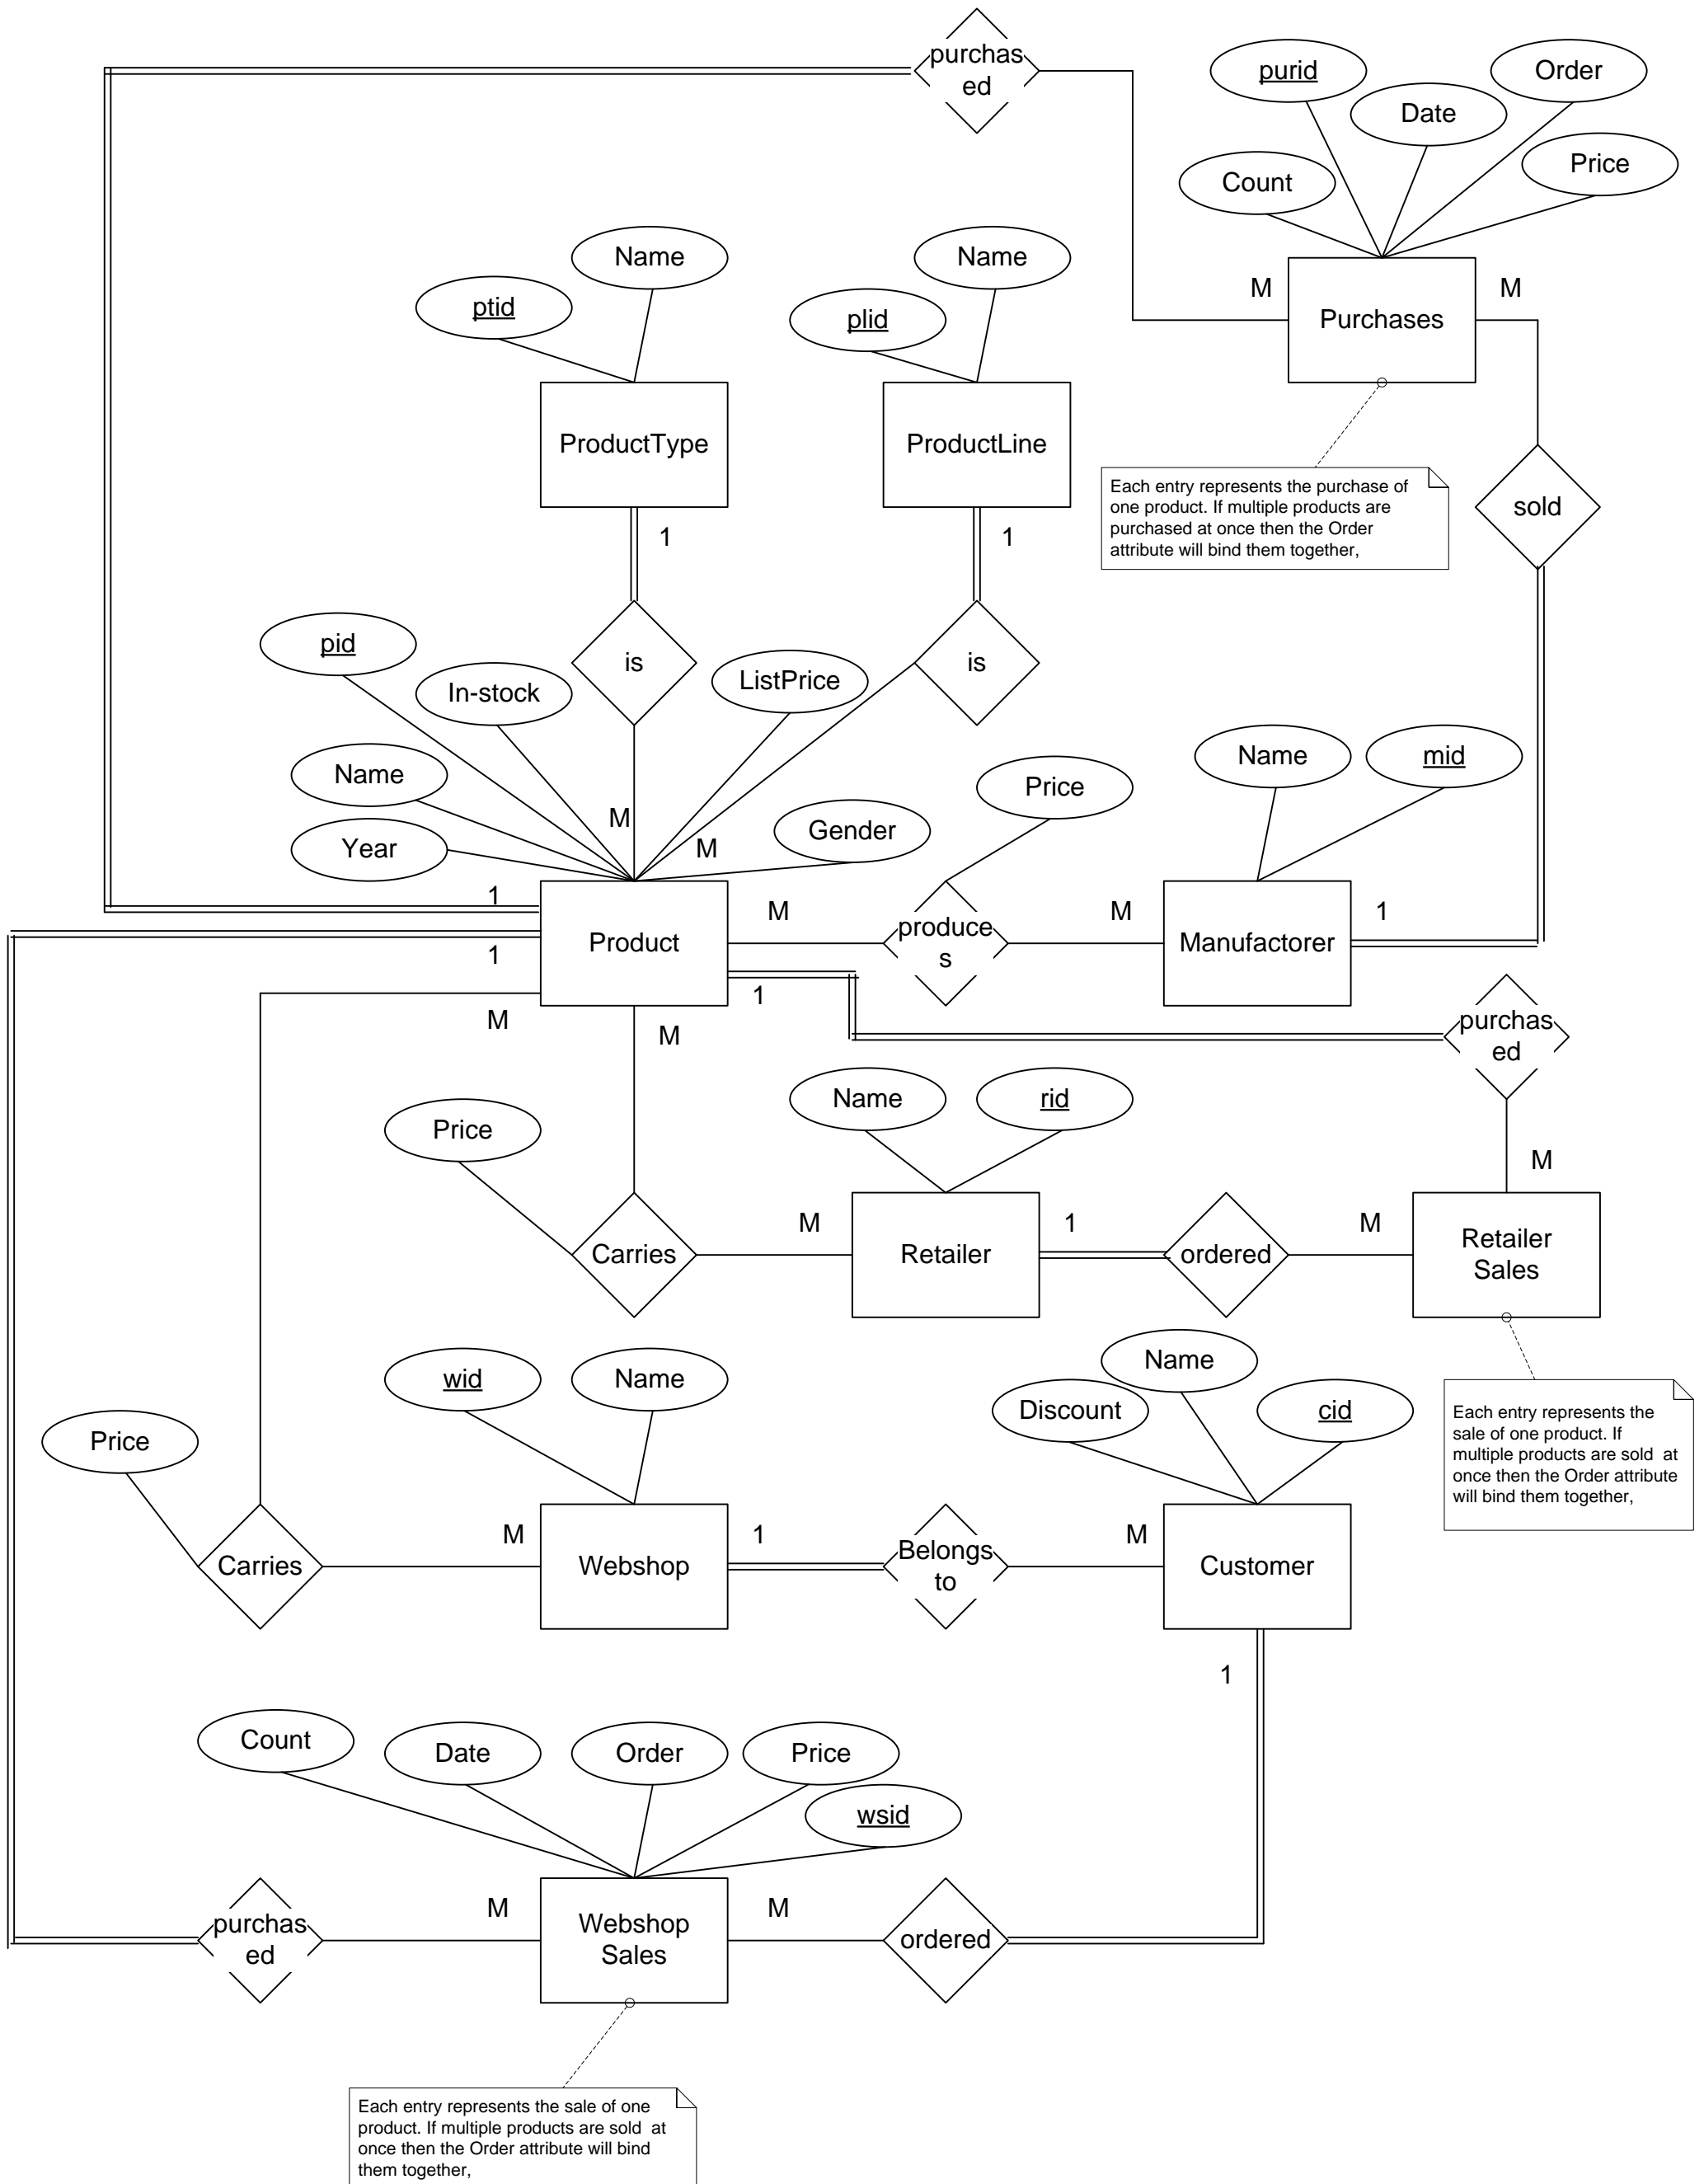 purchas
ed
purid
Order
Date
Count
Price
Name
Name
ptid
plid
M
M
Purchases
ProductType
ProductLine
Each entry represents the purchase of
one product. If multiple products are
purchased at once then the Order
attribute will bind them together,
sold
1
1
pid
is
is
In-stock
ListPrice
Name
Name
mid
Price
M
Year
M
Gender
1
M
M
1
Product
produce
s
Manufactorer
1
1
M
M
purchas
ed
Name
rid
Price
M
M
1
M
Carries
Retailer
ordered
Retailer
Sales
wid
Name
Name
Discount
cid
Price
Each entry represents the
sale of one product. If
multiple products are sold  at
once then the Order attribute
will bind them together,
M
1
M
Carries
Webshop
Belongs
to
Customer
1
Count
Date
Order
Price
wsid
M
M
purchas
ed
Webshop
Sales
ordered
Each entry represents the sale of one
product. If multiple products are sold  at
once then the Order attribute will bind
them together,